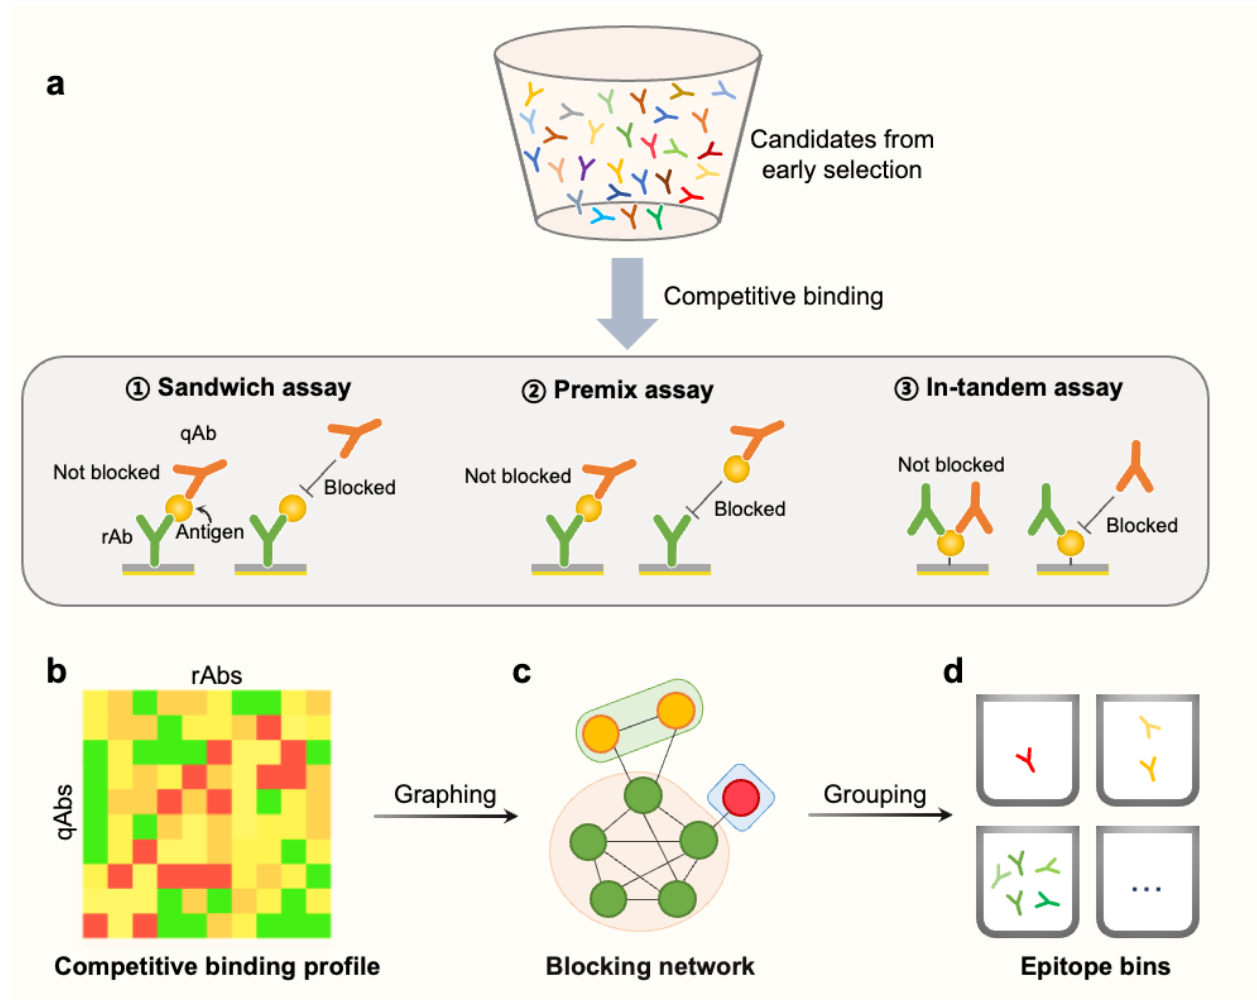 a
Candidates from
early selection
Competitive binding
① Sandwich assay
qAb
Not blocked
Blocked
rAb
Antigen
② Premix assay
Not blocked
Blocked
③ In-tandem assay
Not blocked
Blocked
b
rAbs
qAbs
Competitive binding profile
Graphing
c
Blocking network
Grouping
d
...
Epitope bins